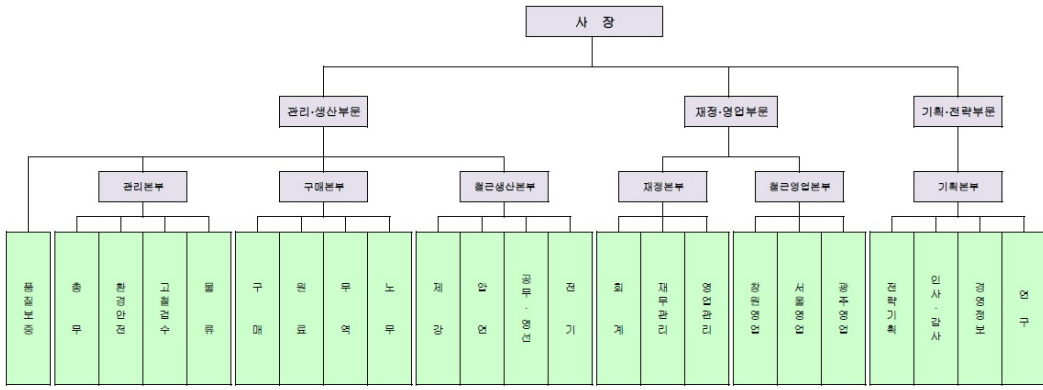 사 장
관리·생산부문
재정·영업부문
기획·전략부문
관리본부
구매본부
철근생산본부
재정본부
철근영업본부
기획본부
품질보증
총 무
환경안전
고철검수
물 류
구 매
원 료
무 역
노 무
제 강
압 연
공무·영선
전 기
회 계
재무관리
영업관리
창원영업
서울영업
광주영업
전략기획
인사·감사
경영정보
연 구